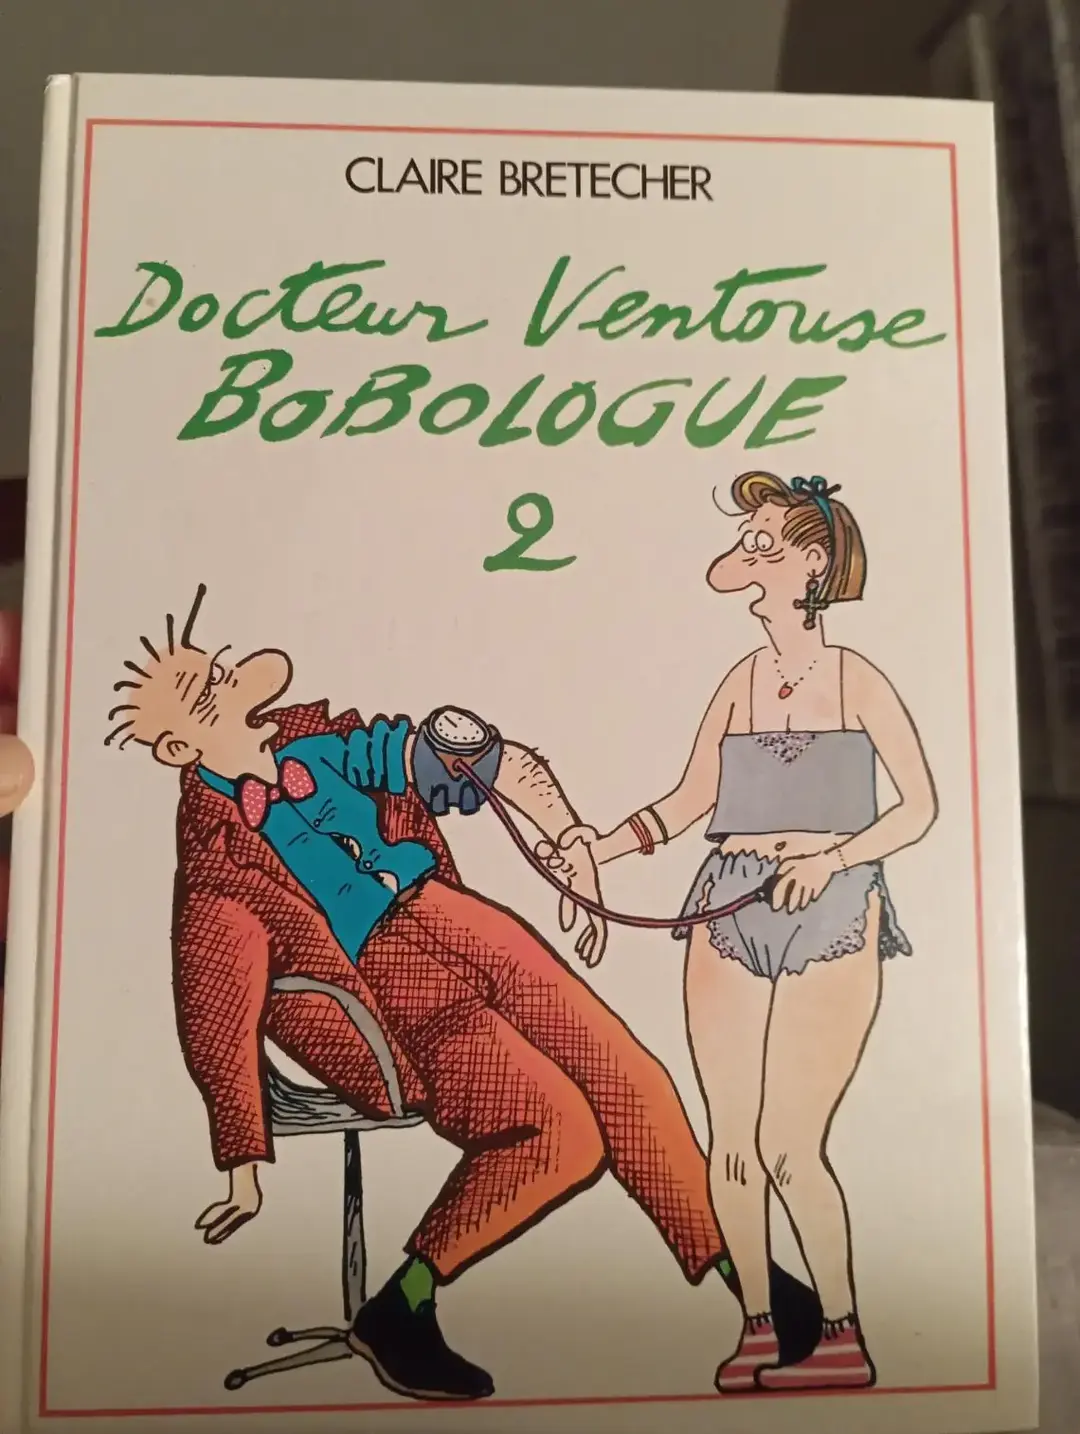 CLAIRE BRETECHER
Docteur Ventouse
BOBOLOGUE
2